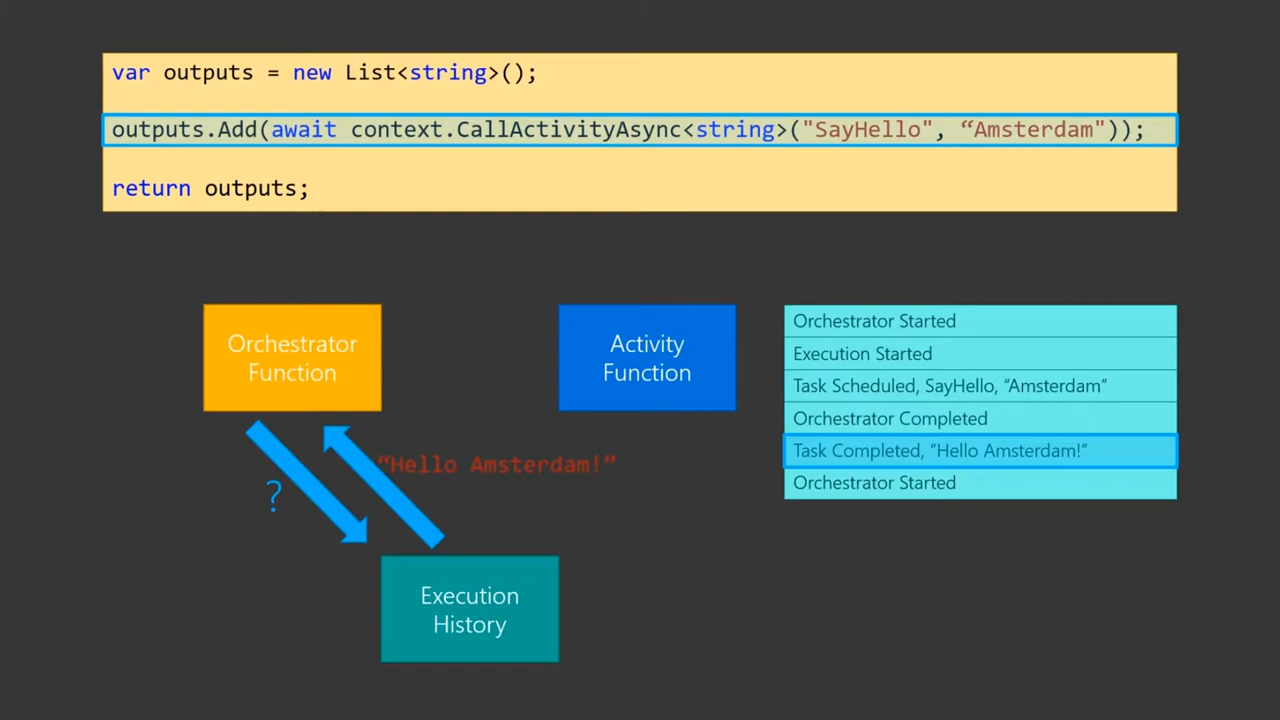 var outputs = new List<string>();
outputs.Add(await context.CallActivityAsync<string>("SayHello", “Amsterdam"));
return outputs;
Orchestrator
Function
Activity
Function
Orchestrator Started
Execution Started
Task Scheduled, SayHello, “Amsterdam”
Orchestrator Completed
Task Completed, “Hello Amsterdam!”
Orchestrator Started
“Hello Amsterdam!”
?
Execution
History